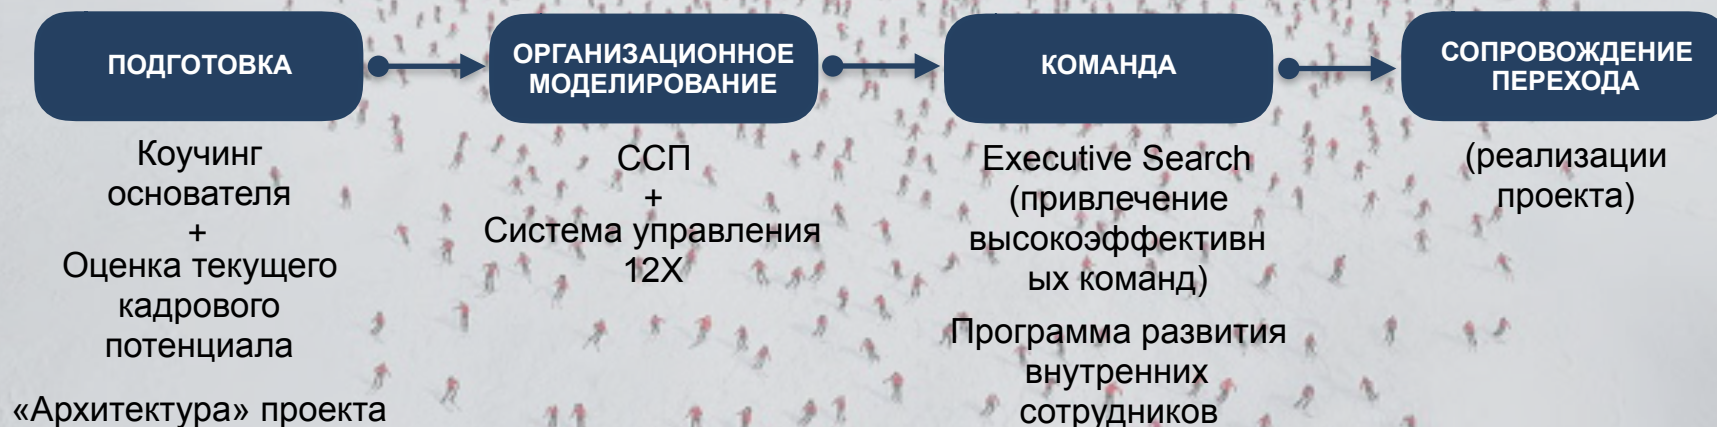 ПОДГОТОВКА
Коучинг
основателя
+
Оценка текущего
кадрового
потенциала
«Архитектура» проекта
ОРГАНИЗАЦИОННОЕ
МОДЕЛИРОВАНИЕ
ССП
+
Система управления
12X
КОМАНДА
Executive Search
(привлечение
высокоэффективн
ых команд)
Программа развития
внутренних
сотрудников
СОПРОВОЖДЕНИЕ
ПЕРЕХОДА
(реализации
проекта)